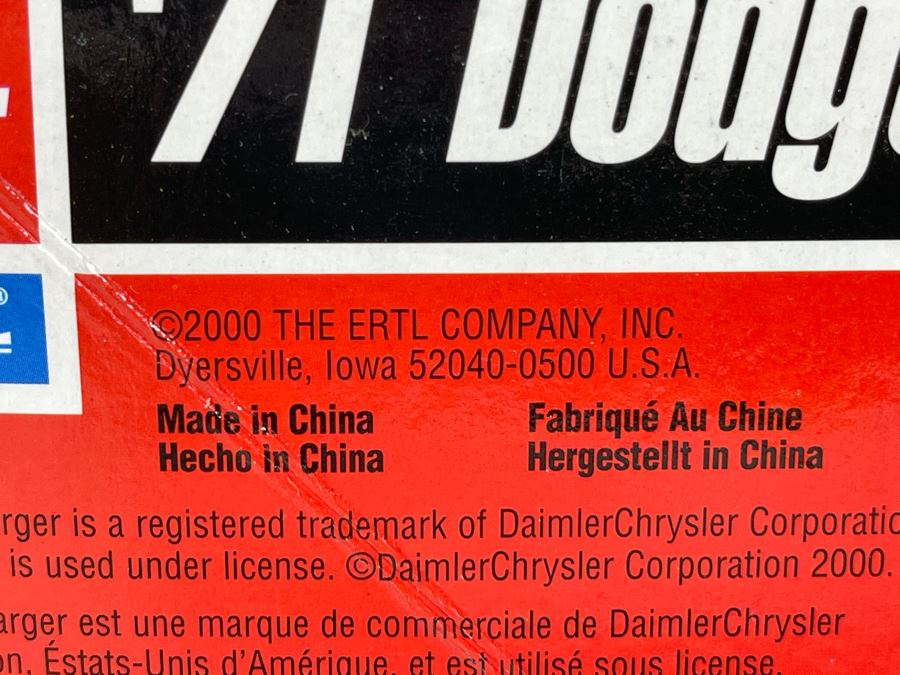 '71 Dodge
®
©2000 THE ERTL COMPANY, INC.
Dyersville, Iowa 52040-0500 U.S.A.
Made in China
Hecho in China
Fabriqué Au Chine
Hergestellt in China
rger is a registered trademark of DaimlerChrysler Corporatio
is used under license. ©DaimlerChrysler Corporation 2000.
arger est une marque de commerciale de DaimlerChrysler
on, Éstats-Unis d'Amérique, et est utilisé sous license.